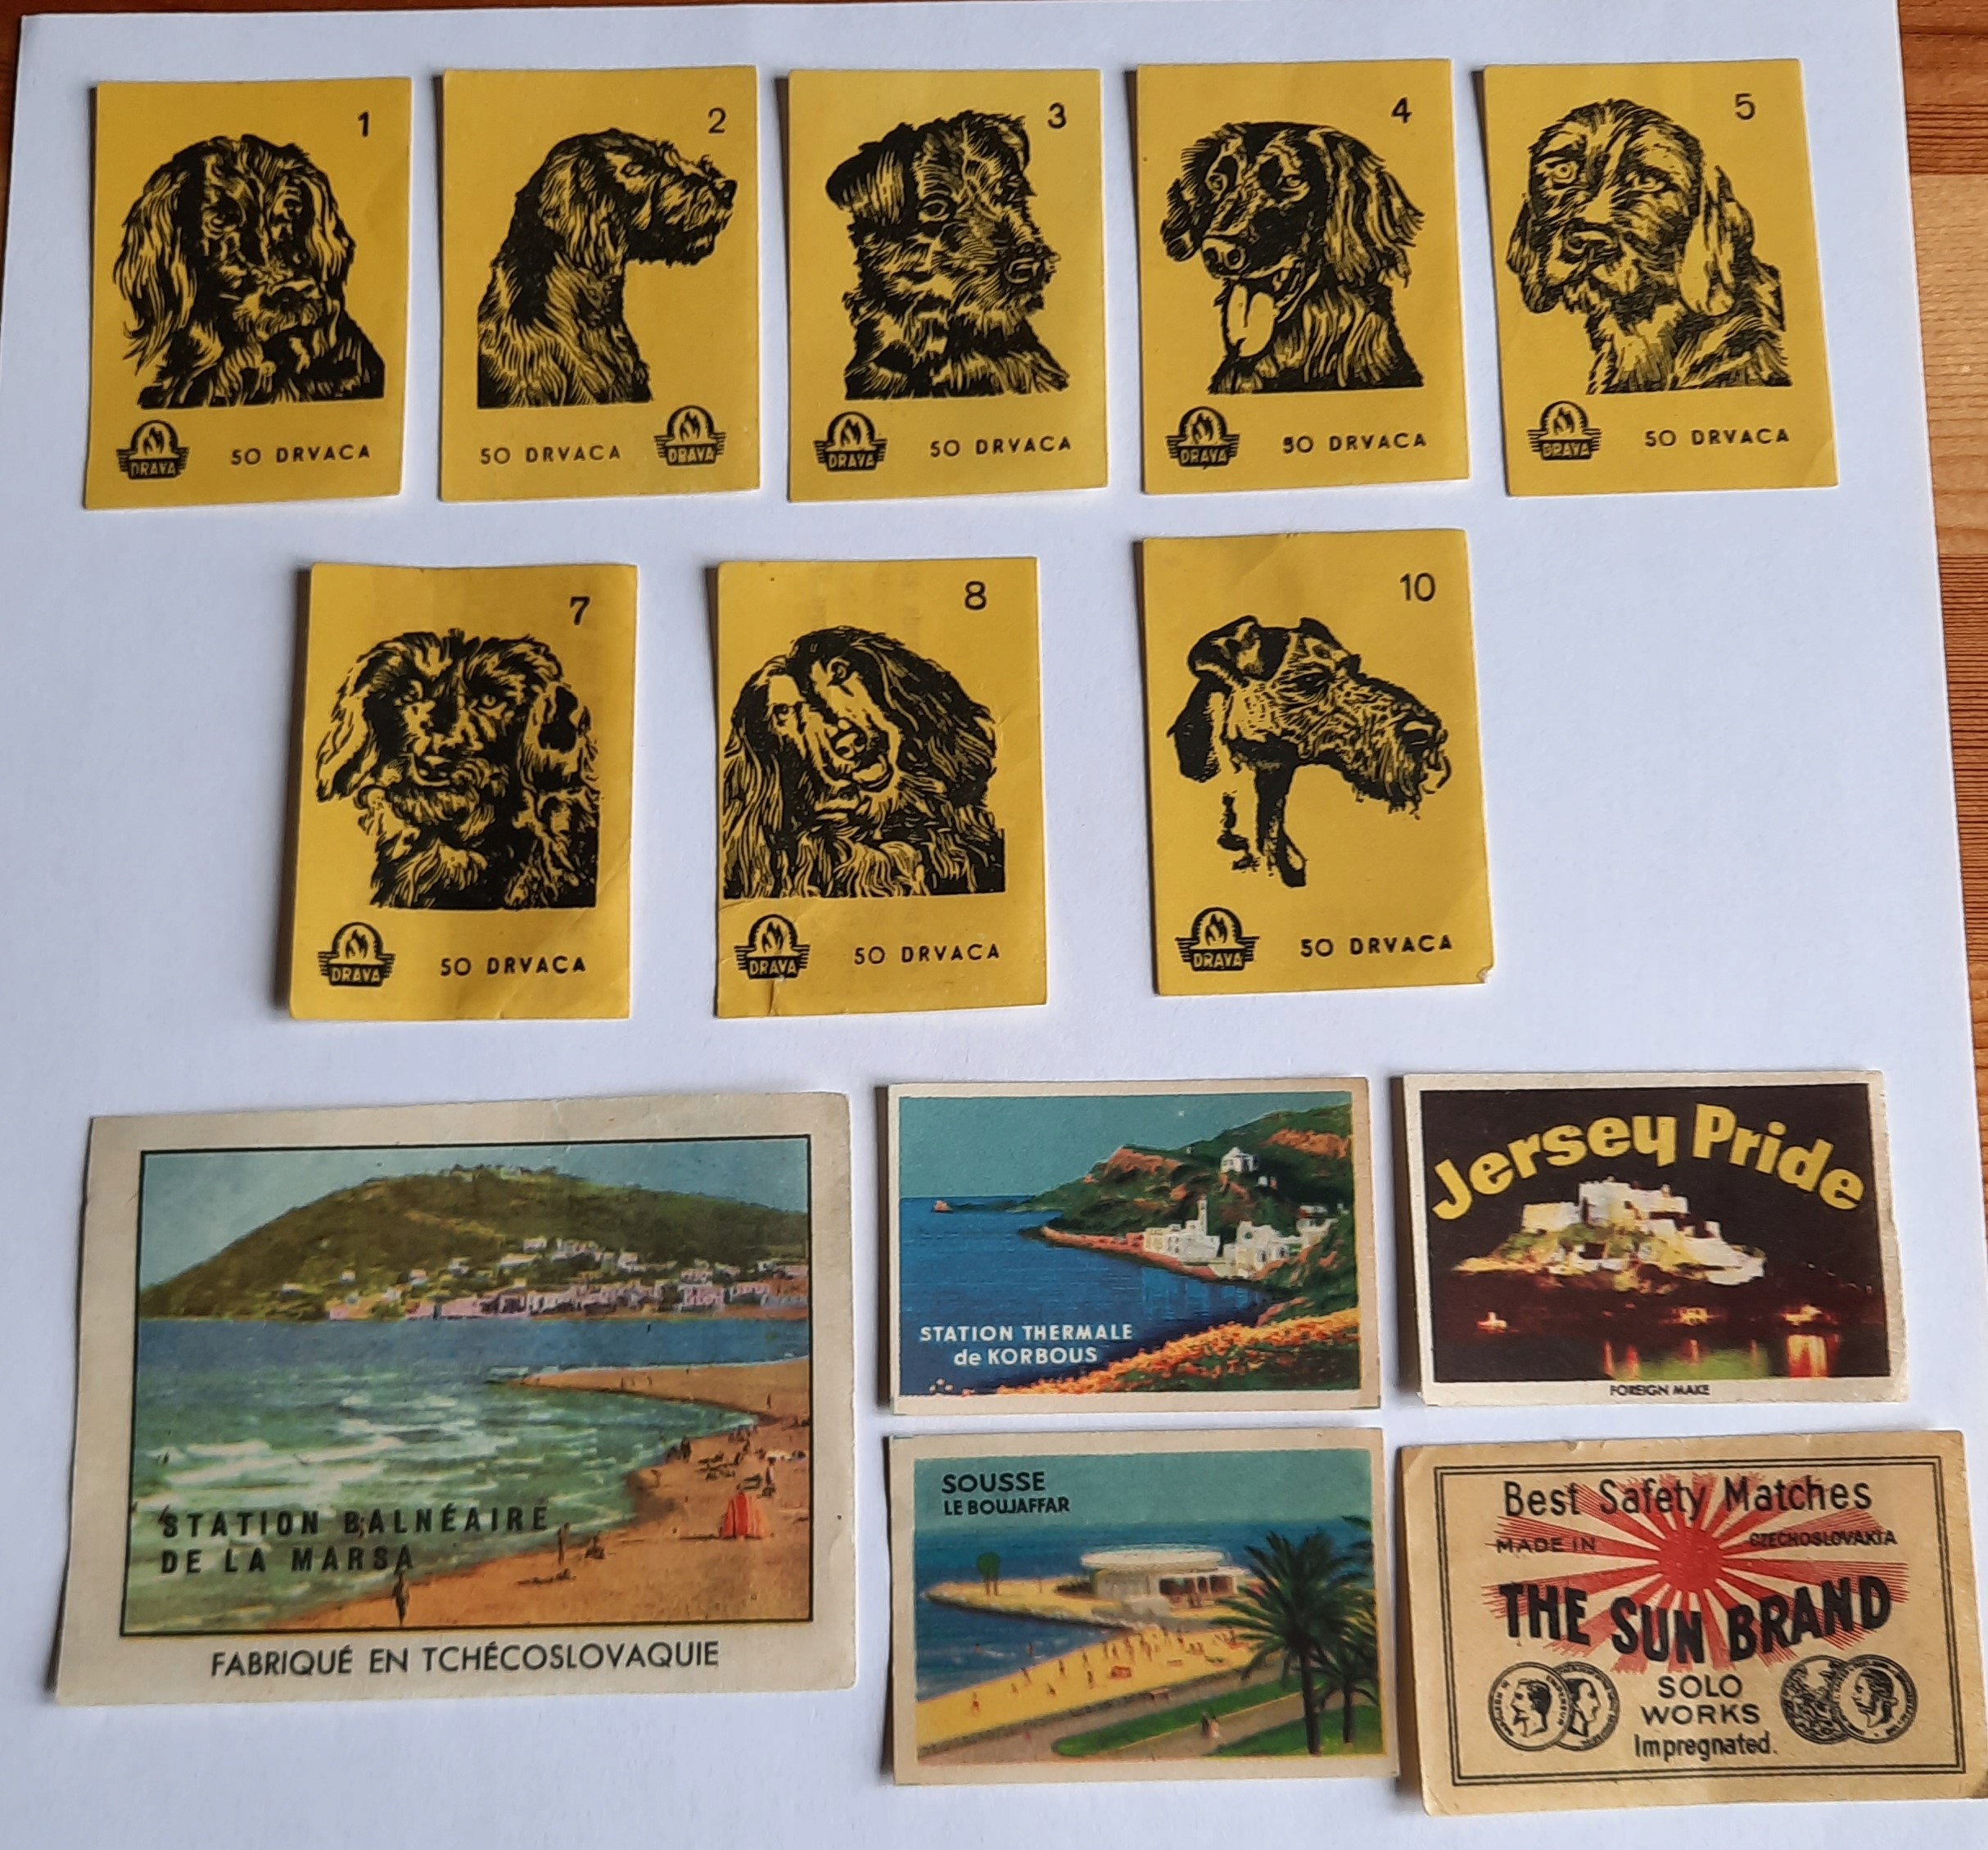 1
DRAVA
50 DRVACA
2
50 DRVACA
DRAVA
3
DRAVA
50 DRVACA
4
DRAVA
50 DRVACA
5
DRAVA
50 DRVACA
7
DRAVA
50 DRVACA
8
DRAVA
50 DRVACA
10
DRAVA
50 DRVACA
STATION BALNÉAIRE
DE LA MARSA
FABRIQUÉ EN TCHÉCOSLOVAQUIE
STATION THERMALE
de KORBOUS
Jersey Pride
FOREIGN MAKE
SOUSSE
LE BOUJAFFAR
Best Safety Matches
MADE IN CZECHOSLOVAKIA
THE SUN BRAND
SOLO
WORKS
Impregnated.